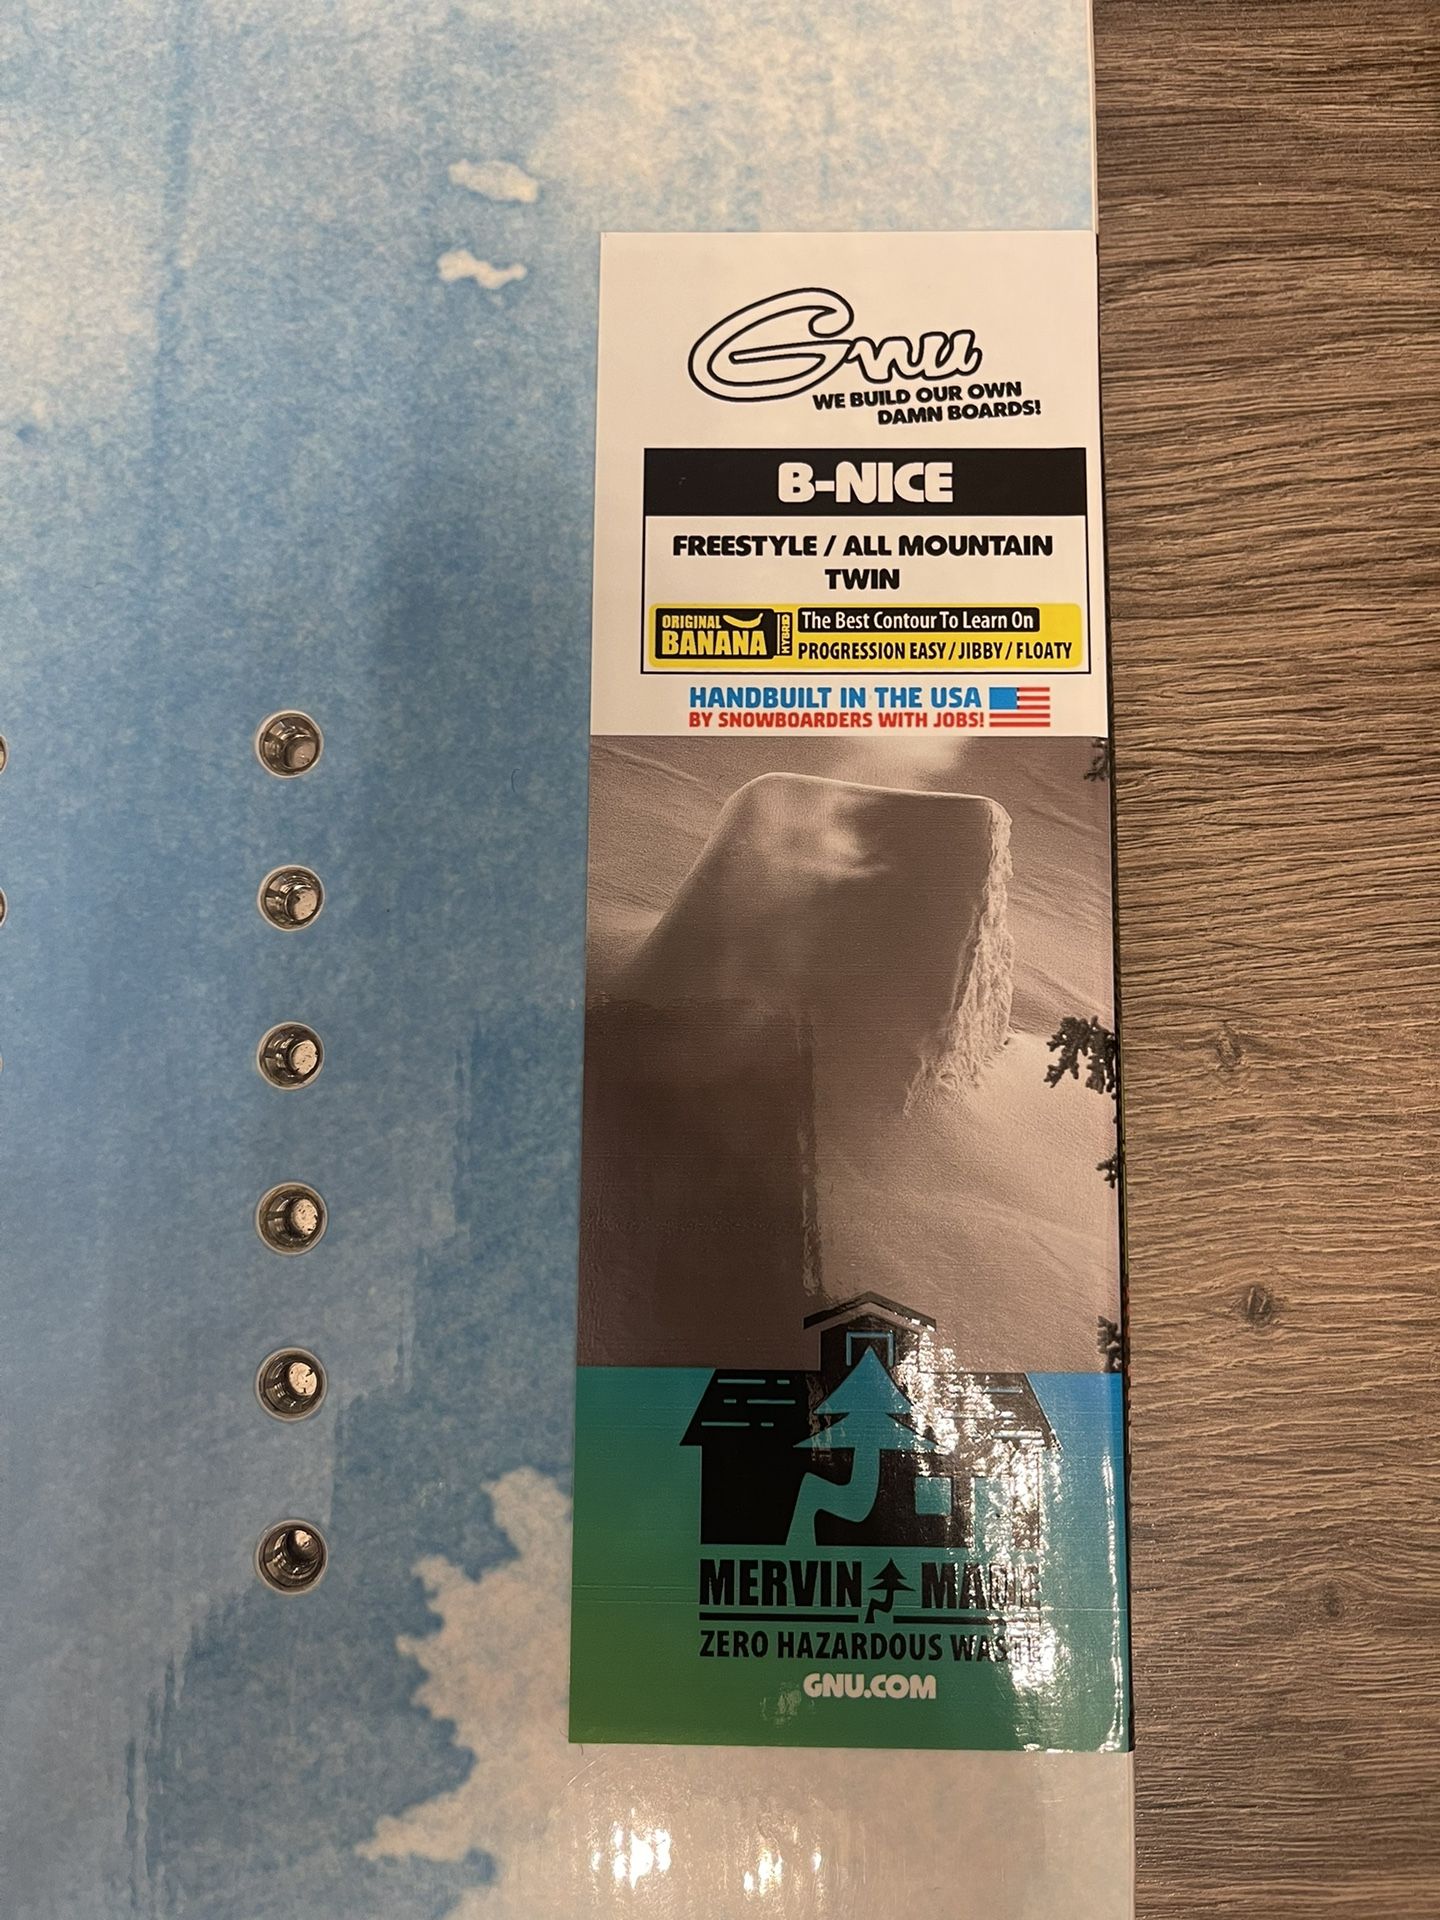 Gnu
WE BUILD OUR OWN
DAMN BOARDS!
B-NICE
FREESTYLE / ALL MOUNTAIN
TWIN
ORIGINAL
BANANA
HYBRID
The Best Contour To Learn On
PROGRESSION EASY / JIBBY / FLOATY
HANDBUILT IN THE USA
BY SNOWBOARDERS WITH JOBS!
MERVIN MADE
ZERO HAZARDOUS WASTE
GNU.COM